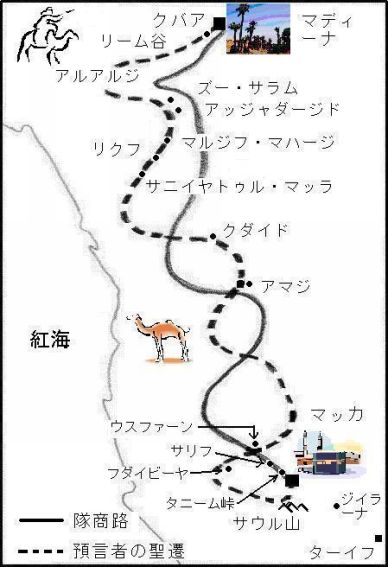 クバア
マディ
ーナ
リーム谷
アルアルジ
ズー・サラム
アッジャダージド
リクフ
マルジフ・マハージ
サニイヤトゥル・マッラ
クダイド
アマジ
紅海
マッカ
ウスファーン
サリフ
フダイビーヤ
タニーム峠
ジイラ
ーナ
サウル山
隊商路
預言者の聖遷
ターイフ